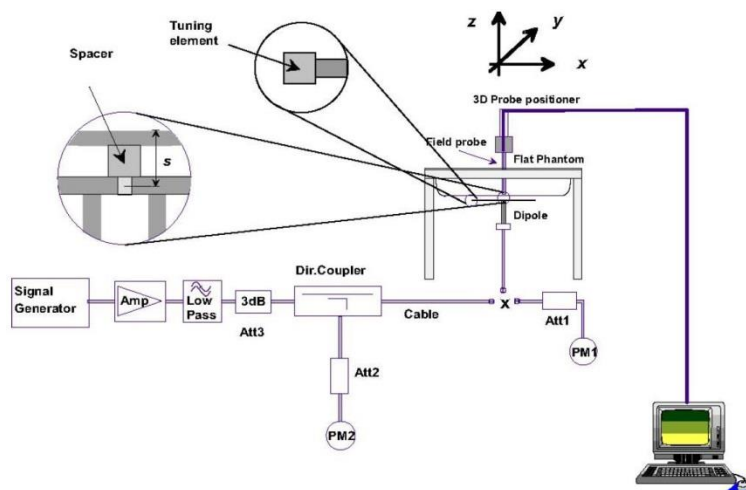 Tuning
element
Spacer
s
z
y
x
3D Probe positioner
Field probe
Flat Phantom
Dipole
Signal
Generator
Amp
Low
Pass
3dB
Att3
Dir.Coupler
Cable
x
Att1
PM1
Att2
PM2